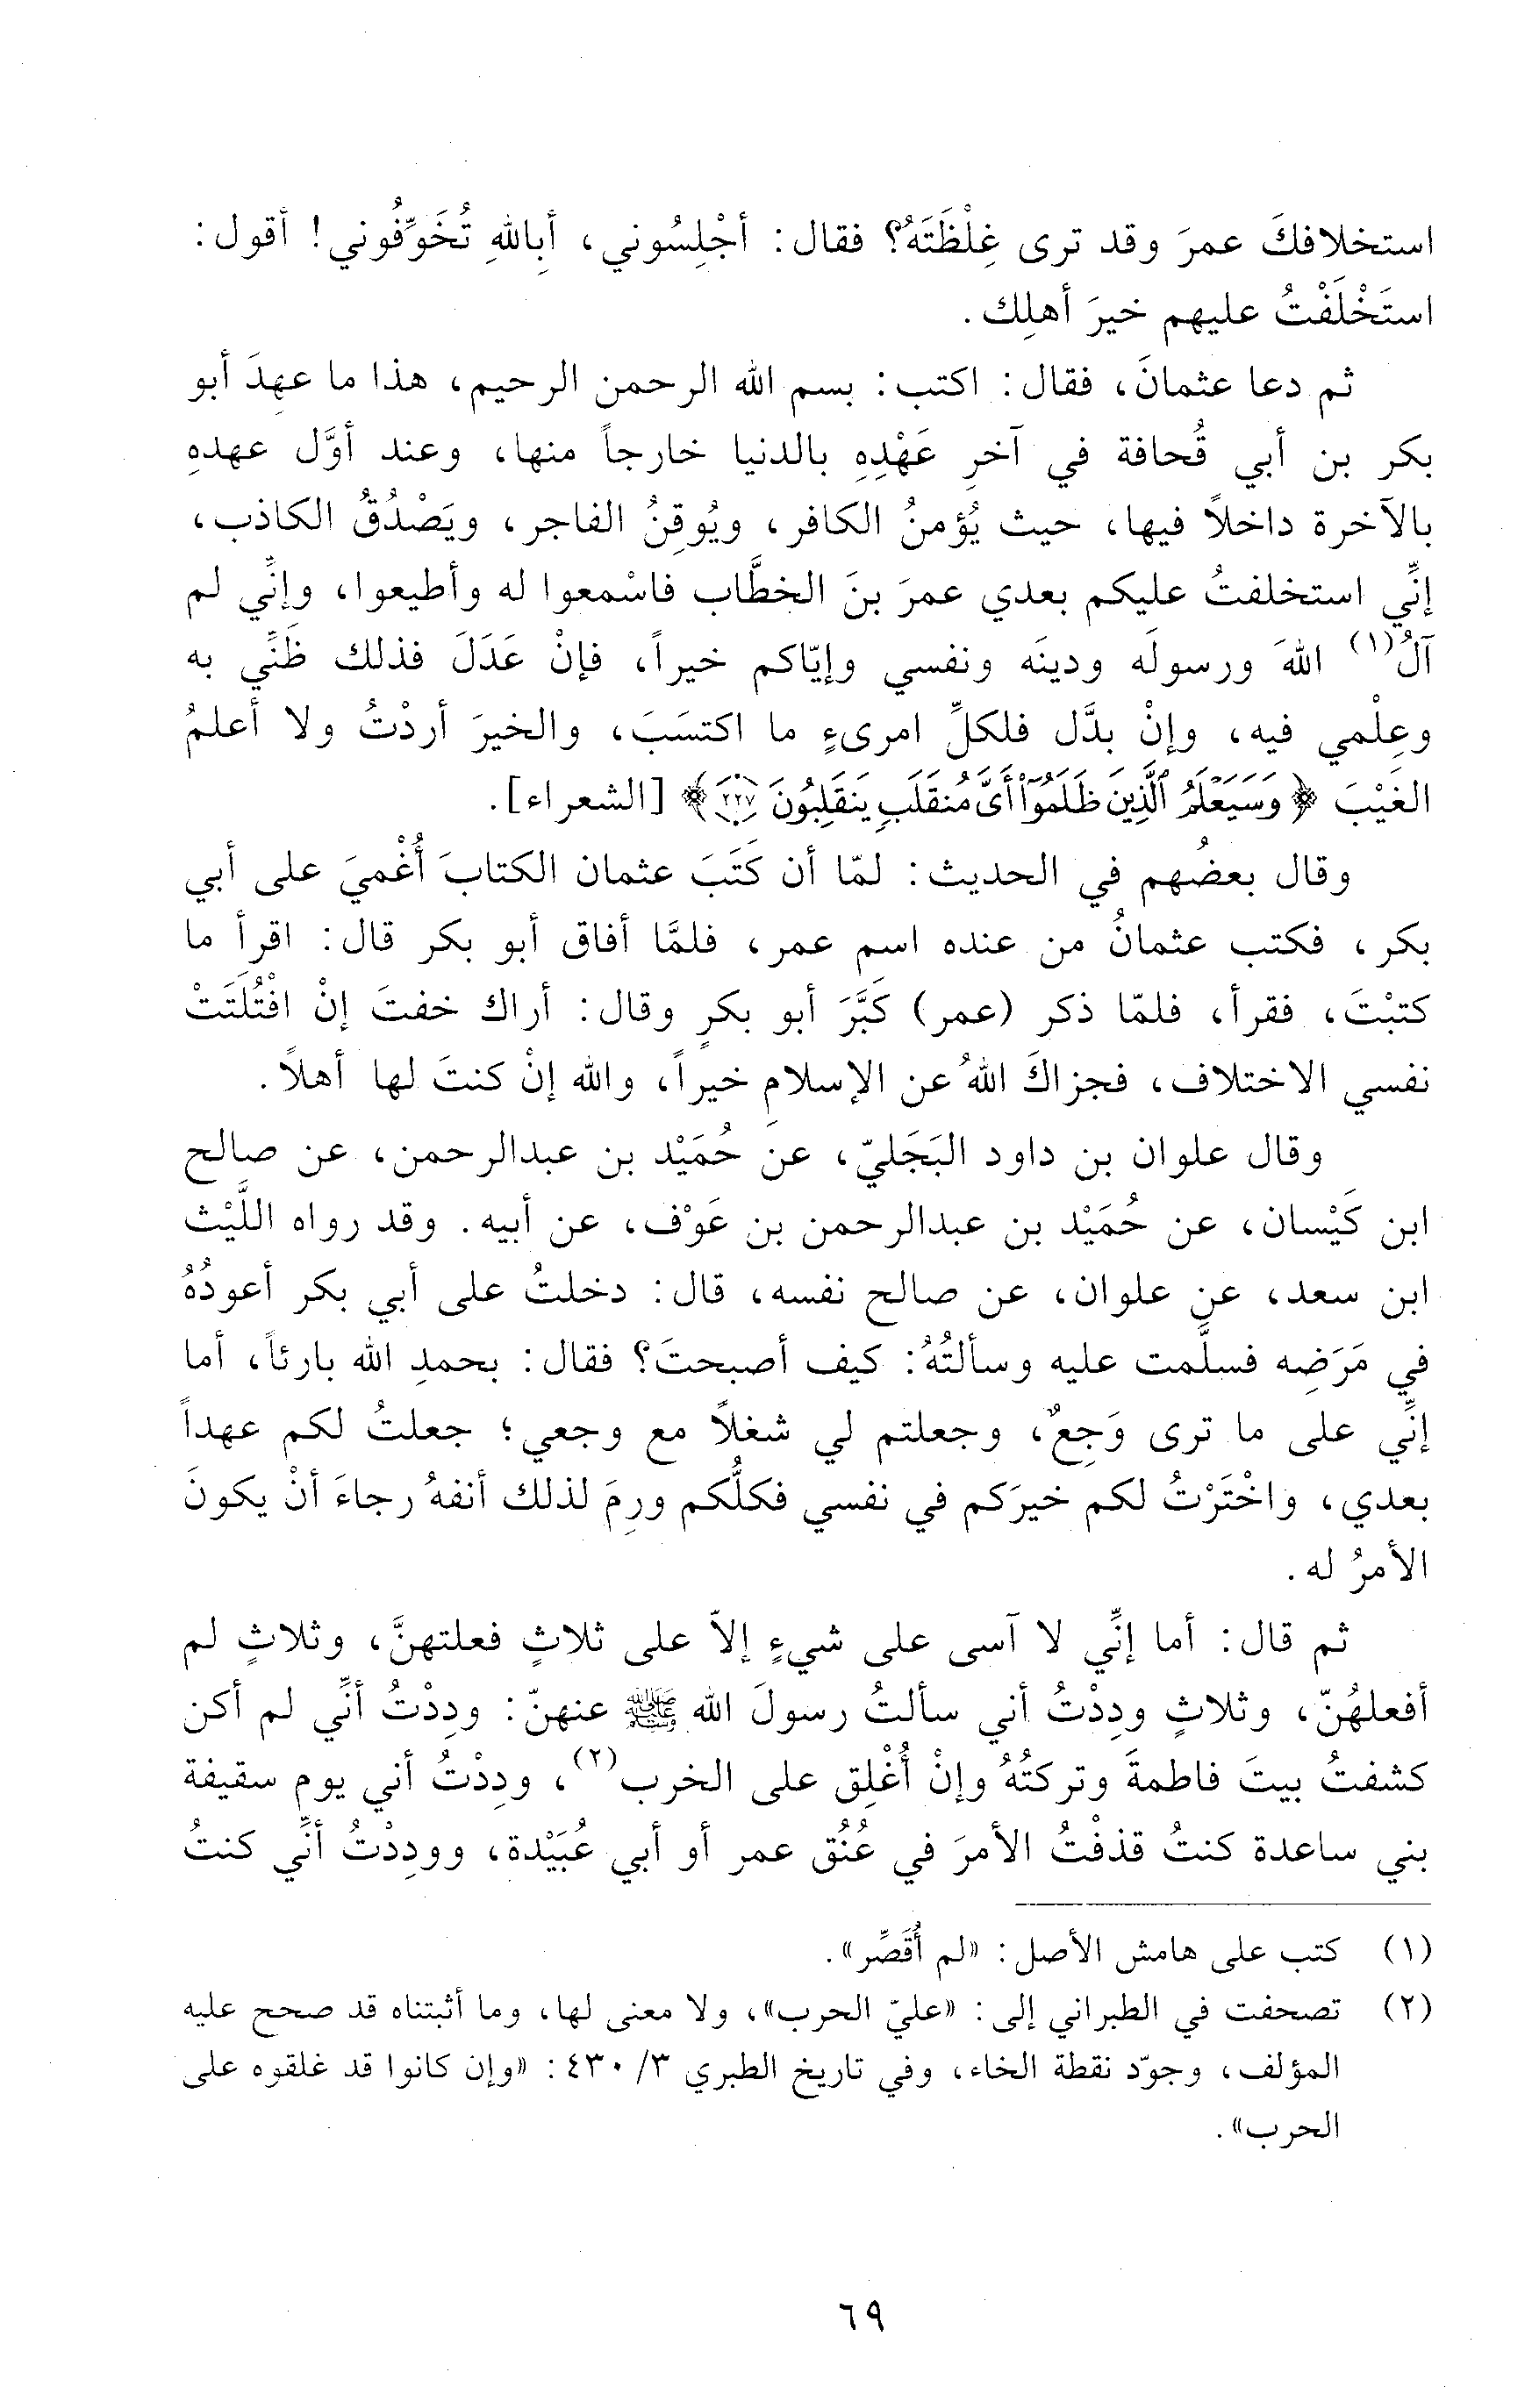 استخلافكَ عمرَ وقد ترى غِلْظَتَهُ؟ فقال: أجْلِسُوني، أَبِاللهِ تُخَوِّفُوني! أقول:
استَخْلَفْتُ عليهم خيرَ أهلِك.
ثم دعا عثمانَ، فقال: اكتب: بسم الله الرحمن الرحيم، هذا ما عهِدَ أبو
بكر بن أبي قُحافة في آخرِ عَهْدِهِ بالدنيا خارجاً منها، وعند أوَّل عهدهِ
بالآخرة داخلاً فيها، حيث يُؤمنُ الكافر، ويُوقِنُ الفاجر، ويَصْدُقُ الكاذب،
إنِّي استخلفتُ عليكم بعدي عمرَ بنَ الخطَّاب فاسْمعوا له وأطيعوا، وإنِّي لم
آلُ(١) اللهَ ورسولَه ودينَه ونفسي وإيّاكم خيراً، فإنْ عَدَلَ فذلك ظَنِّي به
وعِلْمي فيه، وإنْ بدَّل فلكلِّ امرىءٍ ما اكتسَبَ، والخيرَ أردْتُ ولا أعلمُ
الغَيْبَ ﴿وَسَيَعْلَمُ ٱلَّذِينَ ظَلَمُوٓا۟ أَىَّ مُنقَلَبٍ يَنقَلِبُونَ ٢٢٧﴾ [الشعراء].
وقال بعضُهم في الحديث: لمّا أن كَتَبَ عثمان الكتابَ أُغْميَ على أبي
بكر، فكتب عثمانُ من عنده اسم عمر، فلمَّا أفاق أبو بكر قال: اقرأ ما
كتبْتَ، فقرأ، فلمّا ذكر (عمر) كَبَّرَ أبو بكرٍ وقال: أراك خفتَ إنْ افْتُلَتَتْ
نفسي الاختلاف، فجزاكَ اللهُ عن الإسلامِ خيراً، والله إنْ كنتَ لها أهلاً.
وقال علوان بن داود البَجَليّ، عن حُمَيْد بن عبدالرحمن، عن صالح
ابن كَيْسان، عن حُمَيْد بن عبدالرحمن بن عَوْف، عن أبيه. وقد رواه اللَّيْث
ابن سعد، عن علوان، عن صالح نفسه، قال: دخلتُ على أبي بكر أعودُهُ
في مَرَضِه فسلَّمت عليه وسألتُهُ: كيف أصبحتَ؟ فقال: بحمدِ الله بارئاً، أما
إنِّي على ما ترى وَجِعٌ، وجعلتم لي شغلاً مع وجعي؛ جعلتُ لكم عهداً
بعدي، واخْتَرْتُ لكم خيرَكم في نفسي فكلُّكم ورِمَ لذلك أنفهُ رجاءَ أنْ يكونَ
الأمرُ له.
ثم قال: أما إنِّي لا آسى على شيءٍ إلاّ على ثلاثٍ فعلتهنَّ، وثلاثٍ لم
أفعلهُنّ، وثلاثٍ ودِدْتُ أني سألتُ رسولَ الله ﷺ عنهنّ: ودِدْتُ أنِّي لم أكن
كشفتُ بيتَ فاطمةَ وتركتُهُ وإنْ أُغْلِق على الخرب(٢)، ودِدْتُ أني يوم سقيفة
بني ساعدة كنتُ قذفْتُ الأمرَ في عُنُق عمر أو أبي عُبَيْدة، وودِدْتُ أنِّي كنتُ
(١) كتب على هامش الأصل: «لم أُقَصِّر».
(٢) تصحفت في الطبراني إلى: «عليّ الحرب»، ولا معنى لها، وما أثبتناه قد صحح عليه
المؤلف، وجوّد نقطة الخاء، وفي تاريخ الطبري ٣/ ٤٣٠: «وإن كانوا قد غلقوه على
الحرب».
٦٩